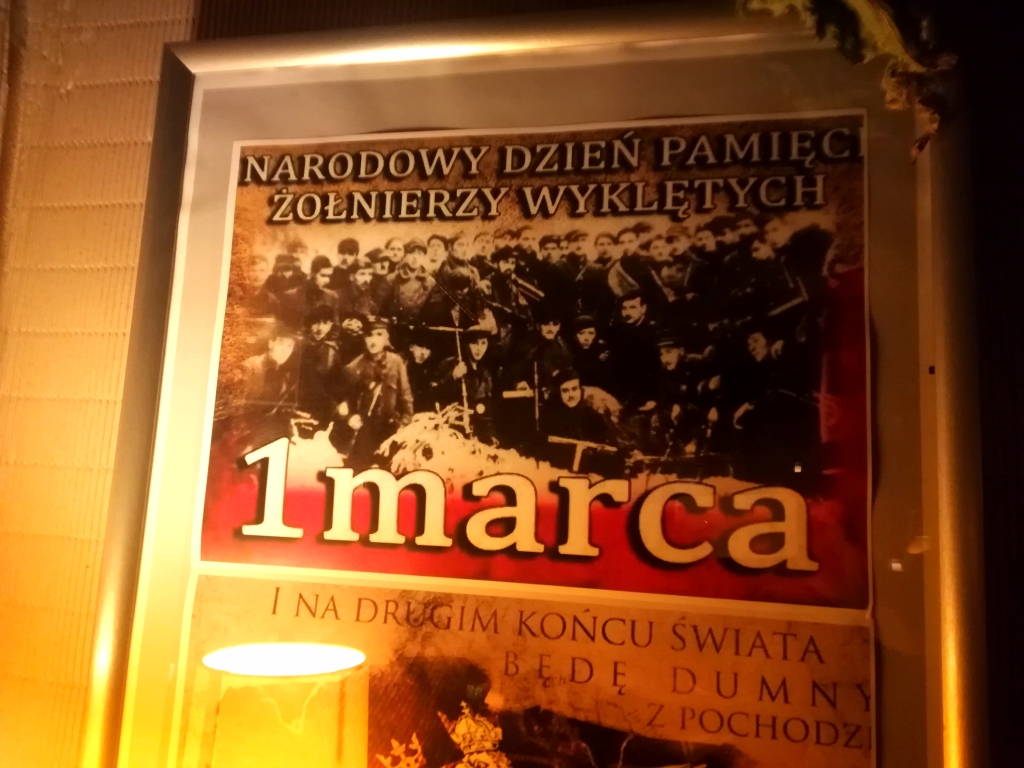 NARODOWY DZIEŃ PAMIĘCI
ŻOŁNIERZY WYKLĘTYCH
1 marca
I NA DRUGIM KOŃCU ŚWIATA
BĘDĘ DUMNY
Z POCHODZ